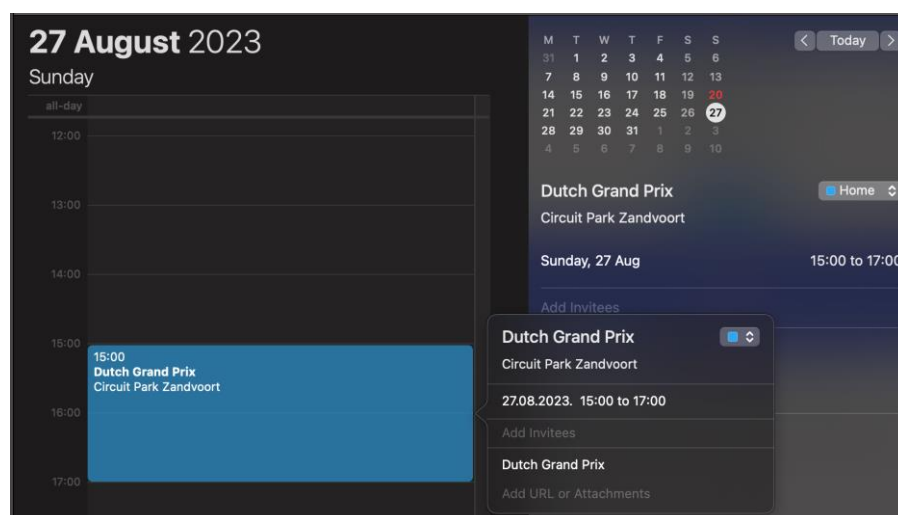 27 August 2023
Sunday
all-day
12:00
13:00
14:00
15:00
15:00
Dutch Grand Prix
Circuit Park Zandvoort
16:00
17:00
M T W T F S S
31 1 2 3 4 5 6
7 8 9 10 11 12 13
14 15 16 17 18 19 20
21 22 23 24 25 26 27
28 29 30 31 1 2 3
4 5 6 7 8 9 10
< Today >
Dutch Grand Prix
Home
Circuit Park Zandvoort
Sunday, 27 Aug 15:00 to 17:00
Add Invitees
Dutch Grand Prix
Circuit Park Zandvoort
27.08.2023. 15:00 to 17:00
Add Invitees
Dutch Grand Prix
Add URL or Attachments